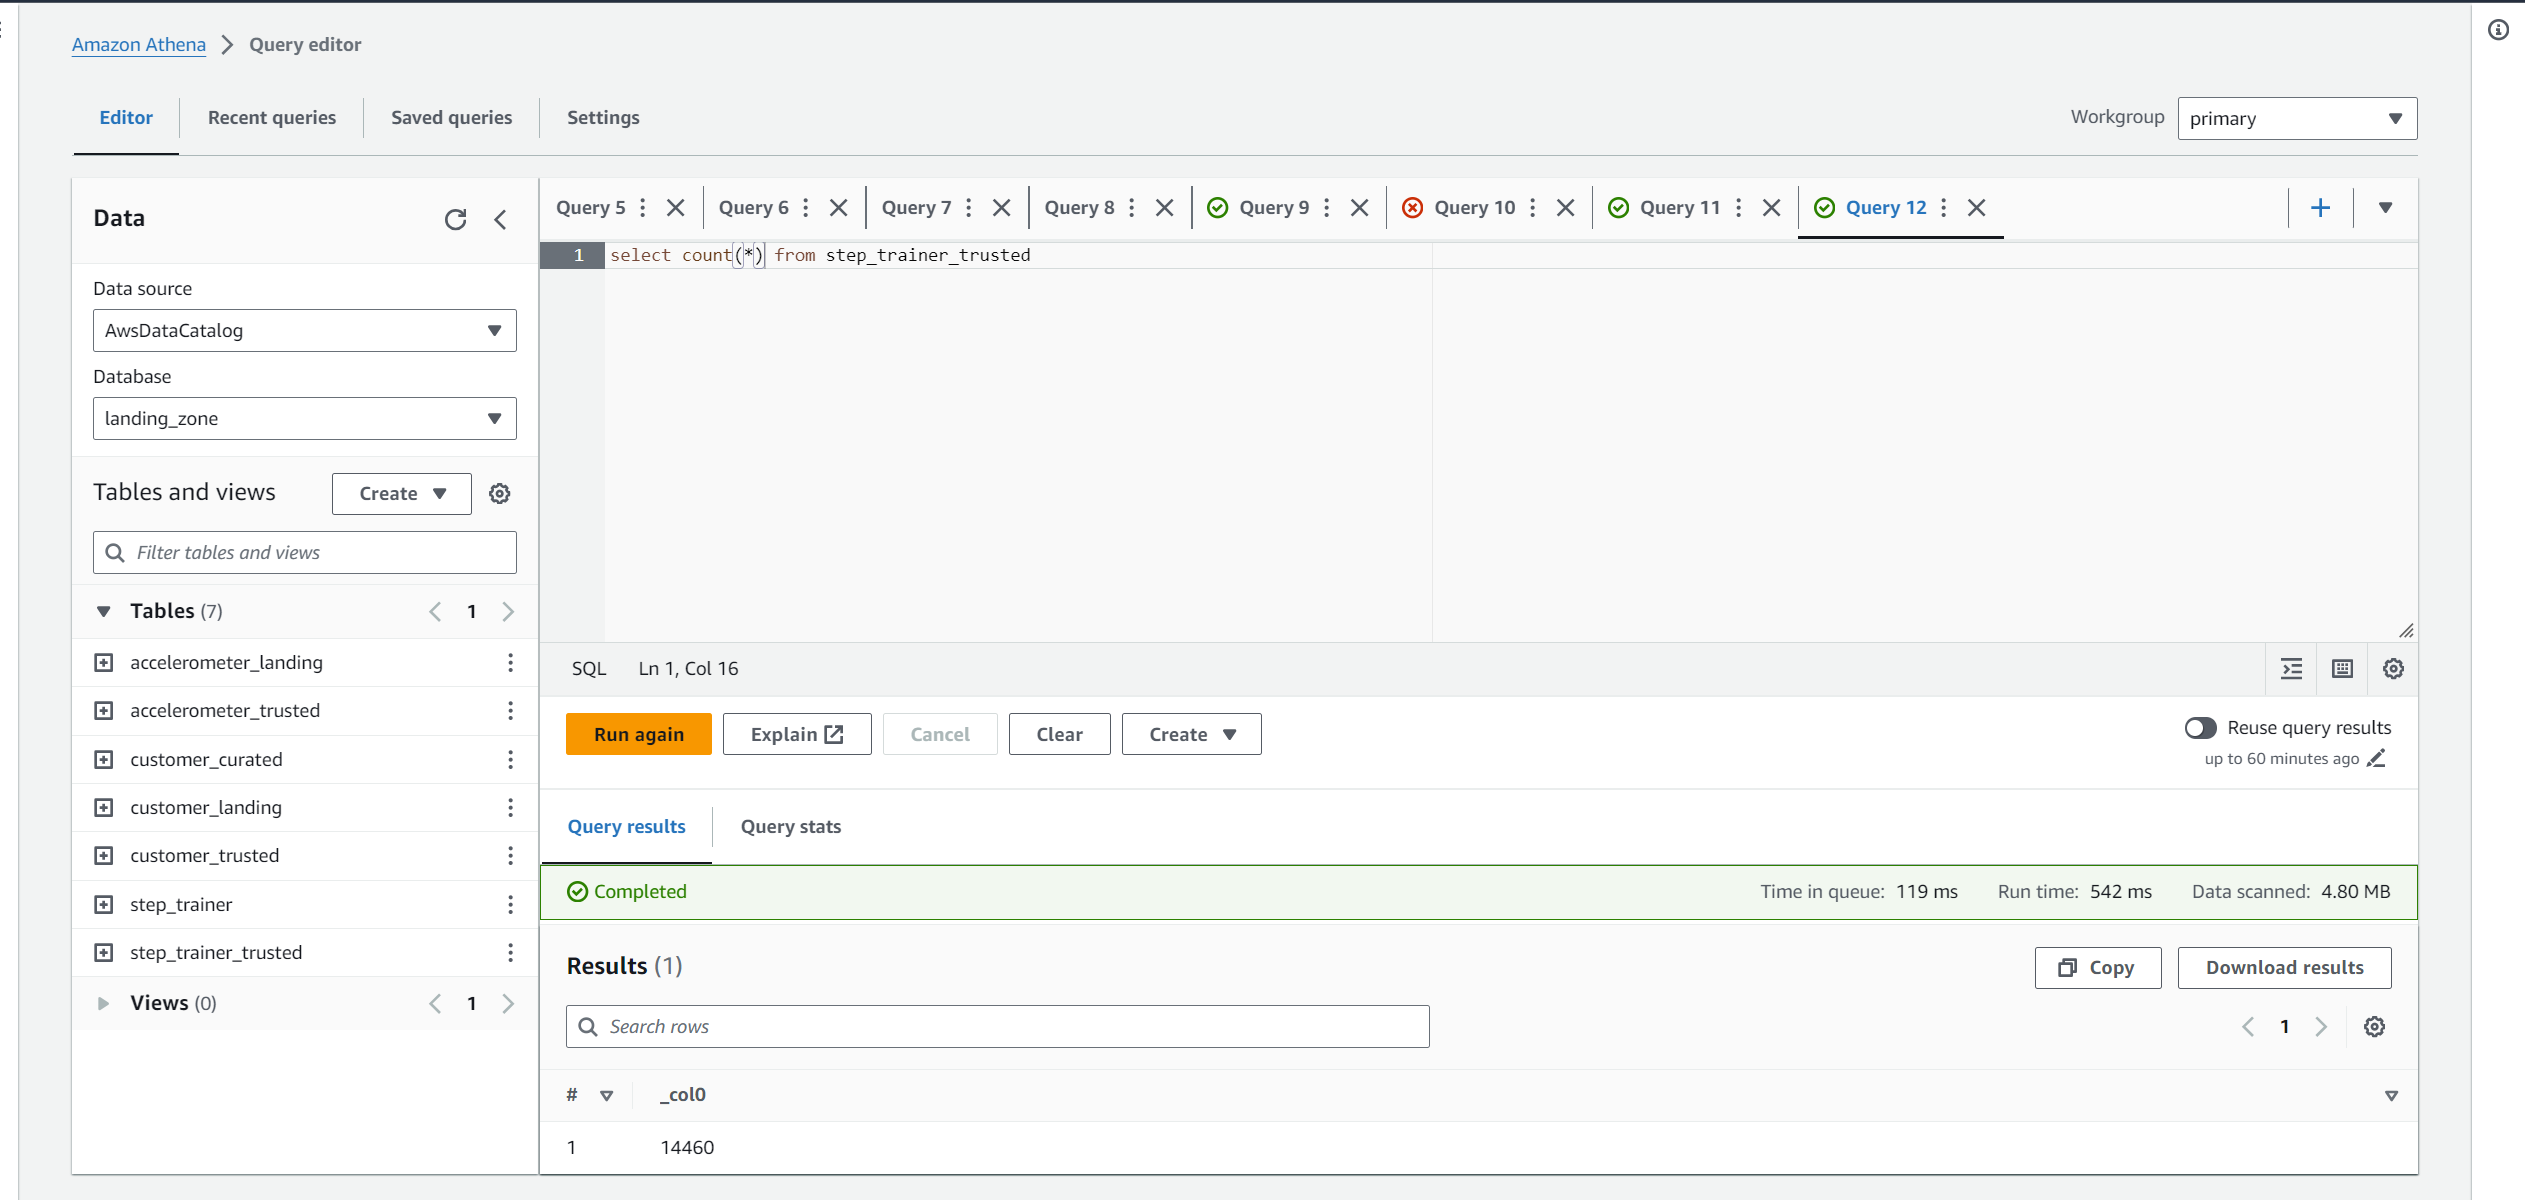 Amazon Athena > Query editor
Editor Recent queries Saved queries Settings
Workgroup primary
Data
Data source
AwsDataCatalog
Database
landing_zone
Tables and views Create
Filter tables and views
Tables (7) 1
accelerometer_landing
accelerometer_trusted
customer_curated
customer_landing
customer_trusted
step_trainer
step_trainer_trusted
Views (0) 1
Query 5 Query 6 Query 7 Query 8 Query 9 Query 10 Query 11 Query 12
1 select count(*) from step_trainer_trusted
SQL Ln 1, Col 16
Run again Explain Cancel Clear Create
Reuse query results
up to 60 minutes ago
Query results Query stats
Completed Time in queue: 119 ms Run time: 542 ms Data scanned: 4.80 MB
Results (1) Copy Download results
Search rows 1
# _col0
1 14460